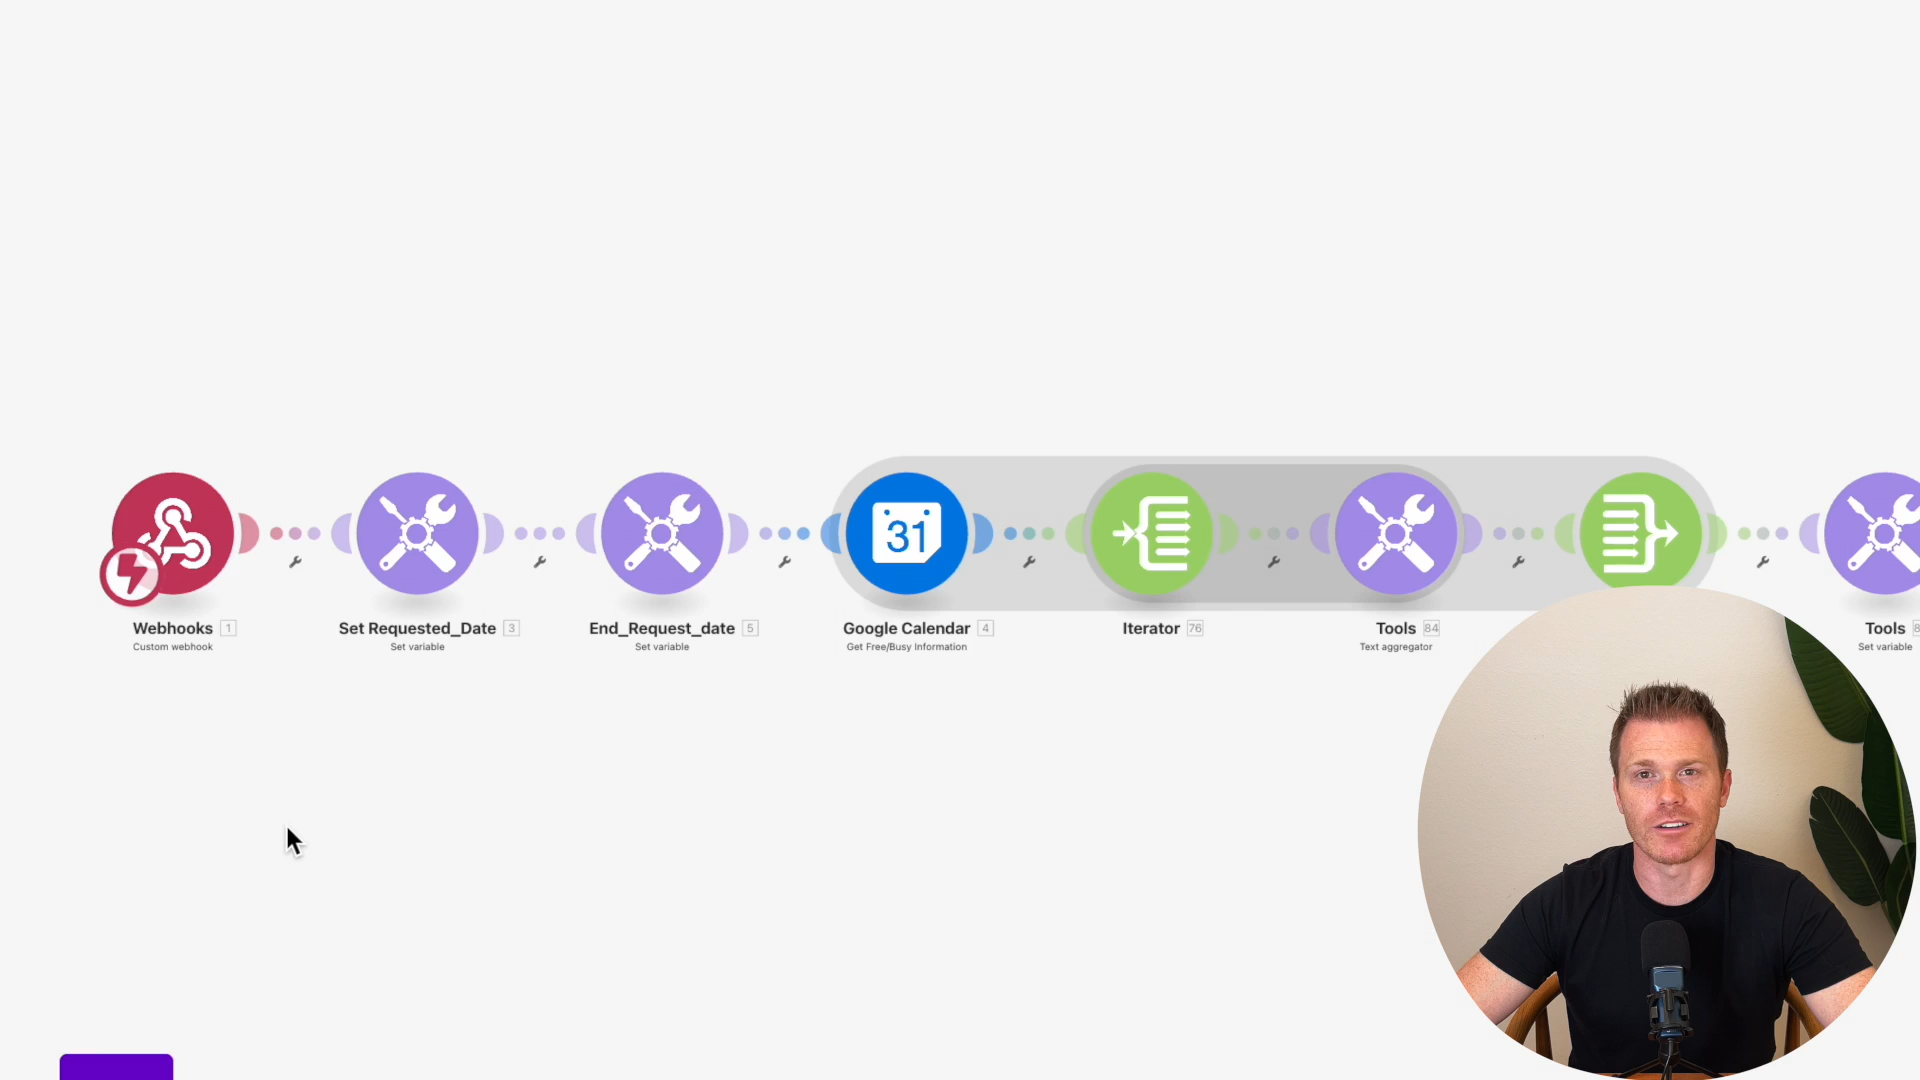 31
Webhooks 1
Custom webhook
Set Requested_Date 3
Set variable
End_Request_date 5
Set variable
Google Calendar 4
Get Free/Busy Information
Iterator 76
Tools 84
Text aggregator
Tools
Set variable